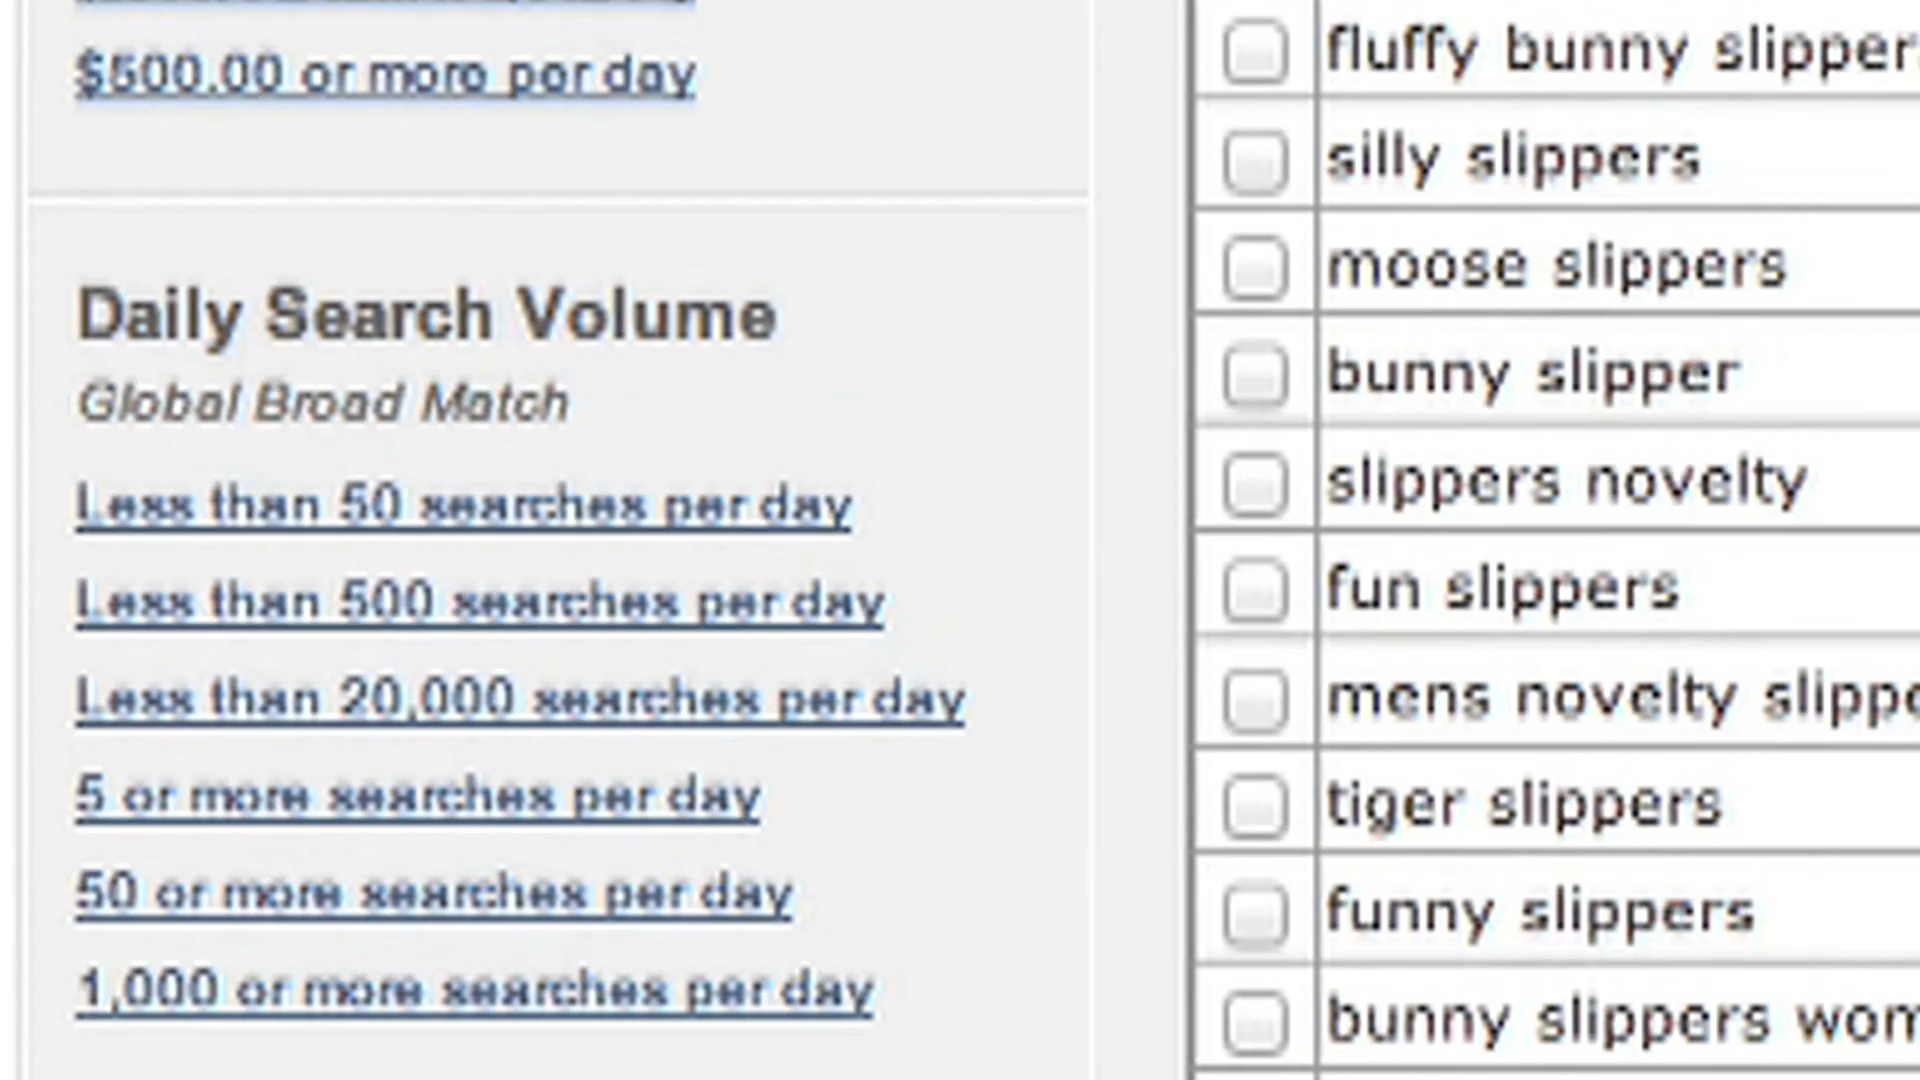 $500.00 or more per day
Daily Search Volume
Global Broad Match
Less than 50 searches per day
Less than 500 searches per day
Less than 20,000 searches per day
5 or more searches per day
50 or more searches per day
1,000 or more searches per day
fluffy bunny slipper
silly slippers
moose slippers
bunny slipper
slippers novelty
fun slippers
mens novelty slippe
tiger slippers
funny slippers
bunny slippers wom